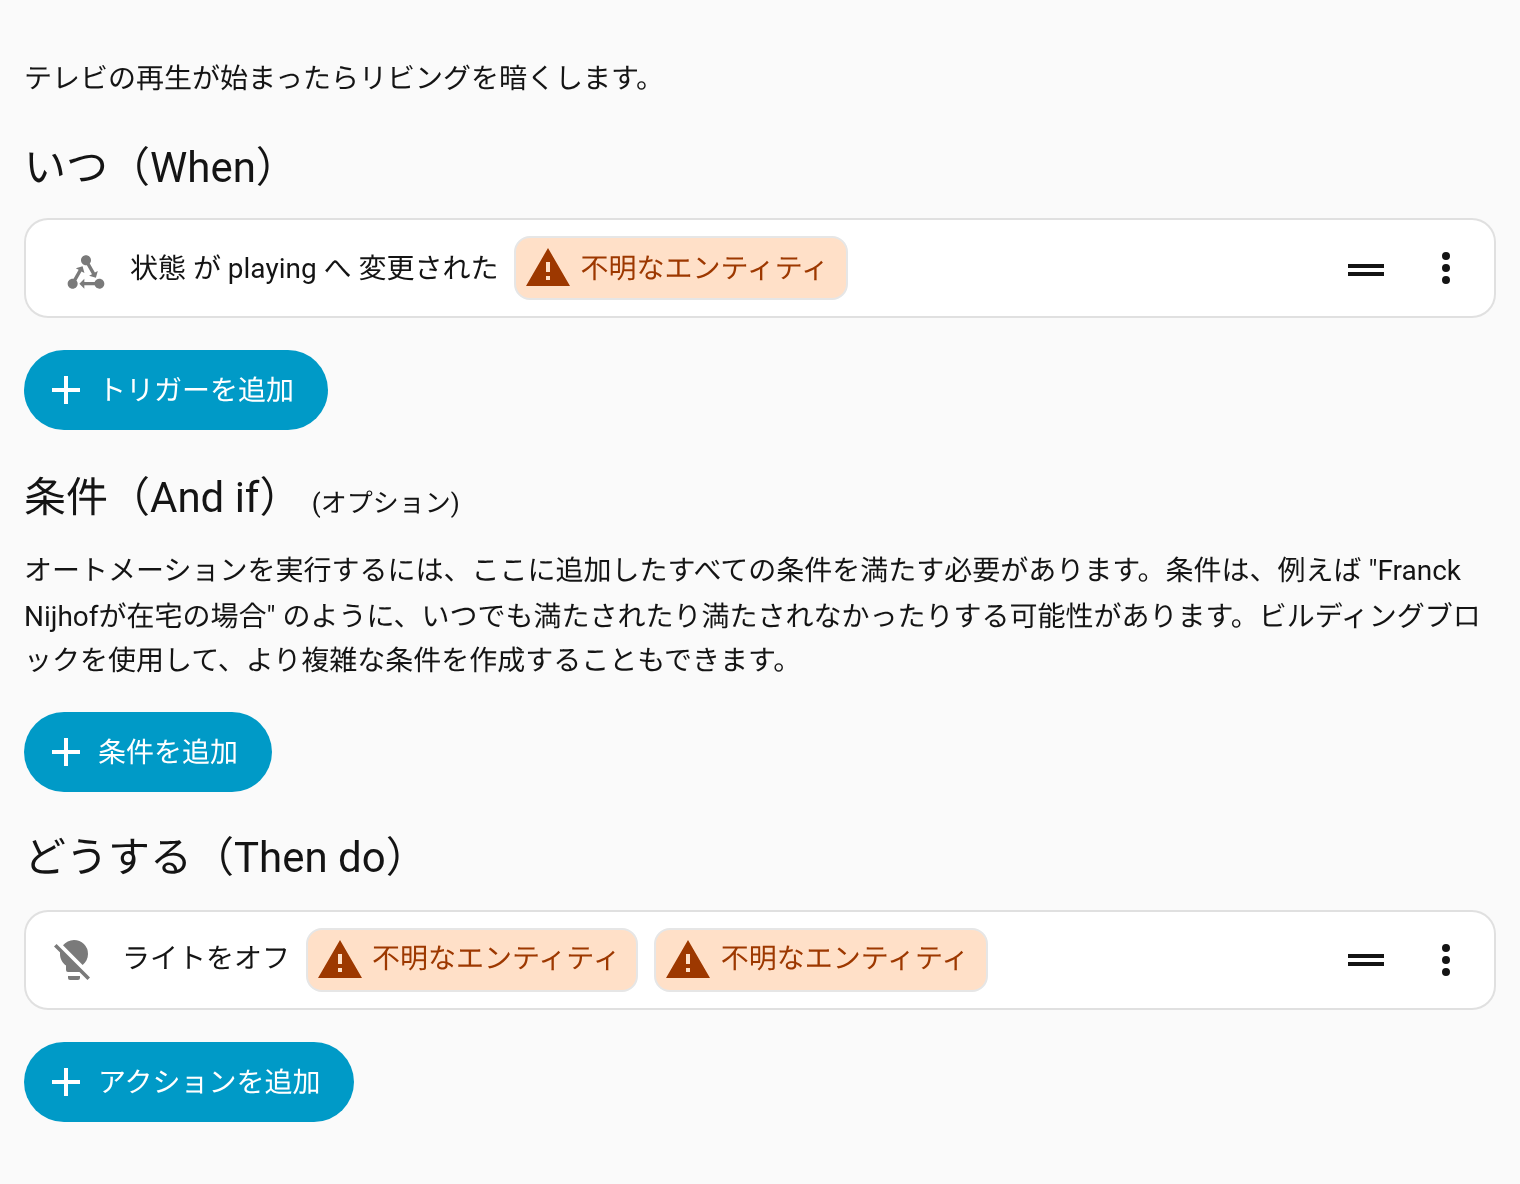 テレビの再生が始まったらリビングを暗くします。
いつ（When）
状態 が playing へ 変更された 不明なエンティティ
トリガーを追加
条件（And if） (オプション)
オートメーションを実行するには、ここに追加したすべての条件を満たす必要があります。条件は、例えば "Franck
Nijhofが在宅の場合" のように、いつでも満たされたり満たされなかったりする可能性があります。ビルディングブロ
ックを使用して、より複雑な条件を作成することもできます。
条件を追加
どうする（Then do）
ライトをオフ 不明なエンティティ 不明なエンティティ
アクションを追加